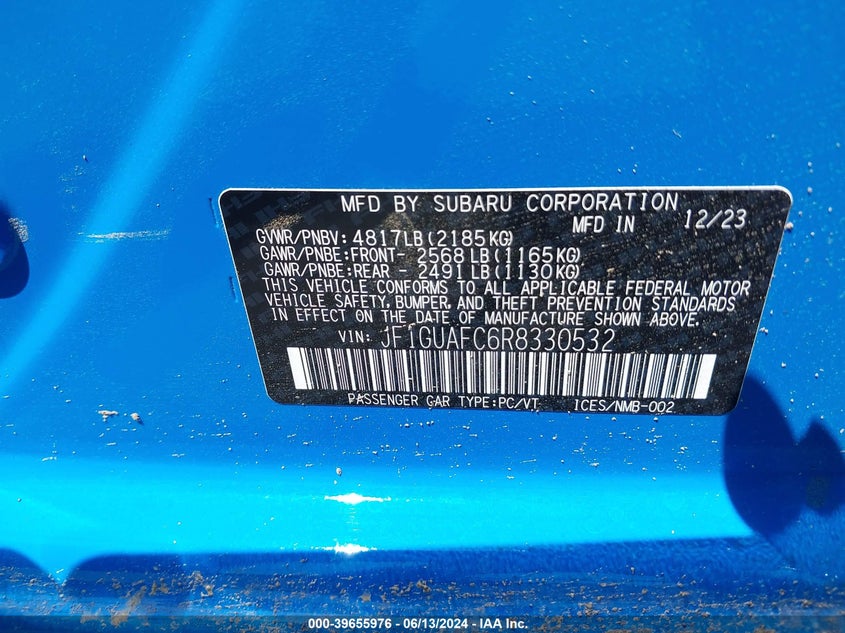 MFD BY SUBARU CORPORATION
MFD IN 12/23
GVWR/PNBV: 4817LB(2185KG)
GAWR/PNBE:FRONT- 2568LB(1165KG)
GAWR/PNBE:REAR - 2491LB(1130KG)
THIS VEHICLE CONFORMS TO ALL APPLICABLE FEDERAL MOTOR
VEHICLE SAFETY, BUMPER, AND THEFT PREVENTION STANDARDS
IN EFFECT ON THE DATE OF MANUFACTURE SHOWN ABOVE.
VIN: JF1GUAFC6R8330532
PASSENGER CAR TYPE:PC/VT ICES/NMB-002
000-39655976 - 06/13/2024 - IAA Inc.